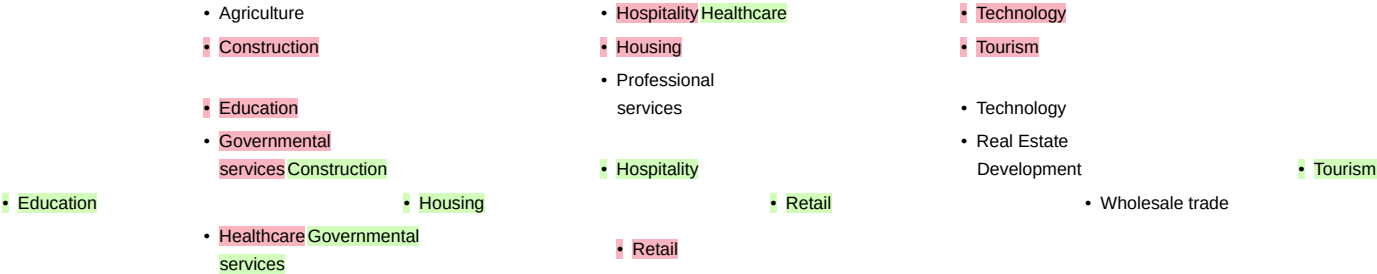 • Agriculture • Hospitality Healthcare • Technology
• Construction • Housing • Tourism
• Professional
• Education services • Technology
• Governmental • Real Estate
services Construction • Hospitality Development • Tourism
• Education • Housing • Retail • Wholesale trade
• Healthcare Governmental
• Retail
services